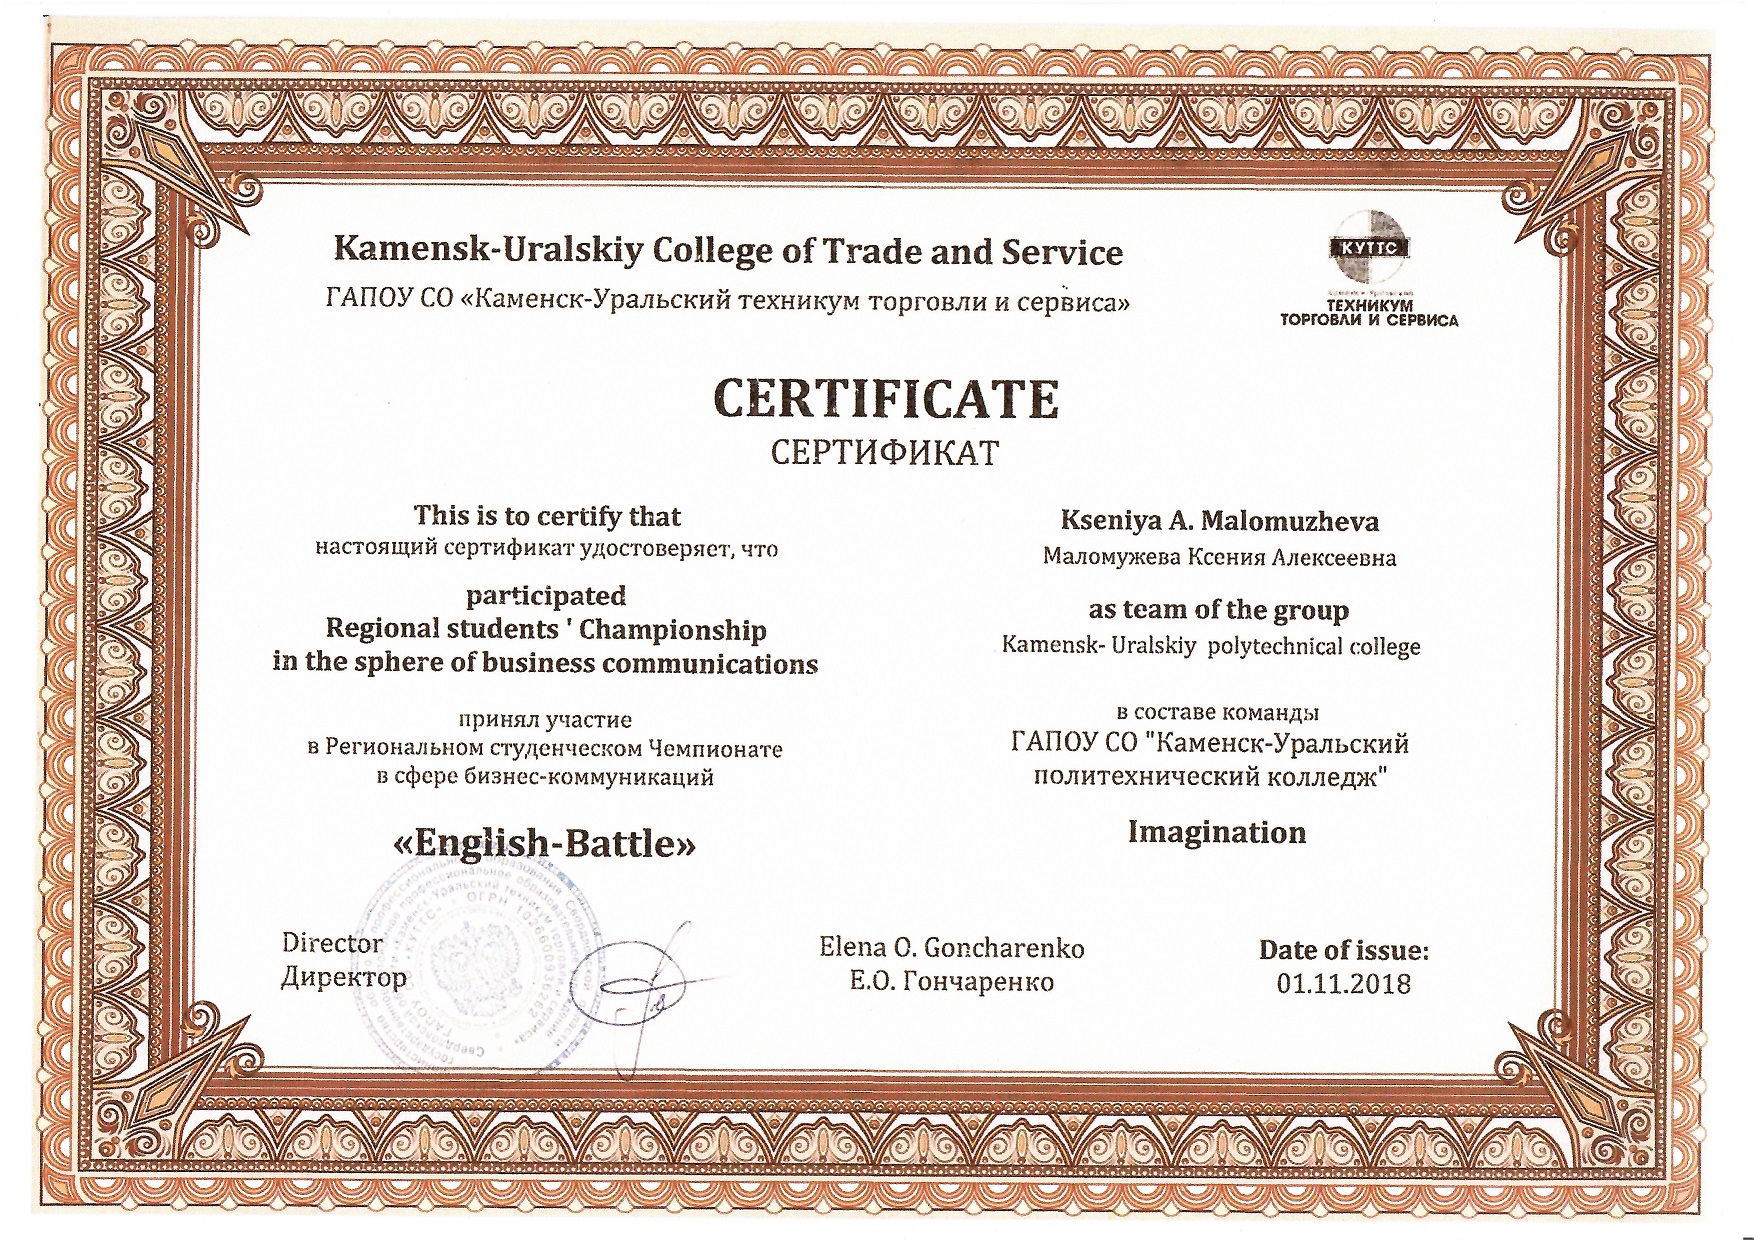 Kamensk-Uralskiy College of Trade and Service
ГАПОУ СО «Каменск-Уральский техникум торговли и сервиса»
КУТТС
ТЕХНИКУМ
ТОРГОВЛИ И СЕРВИСА
CERTIFICATE
СЕРТИФИКАТ
This is to certify that
настоящий сертификат удостоверяет, что
participated
Regional students ' Championship
in the sphere of business communications
принял участие
в Региональном студенческом Чемпионате
в сфере бизнес-коммуникаций
«English-Battle»
Kseniya A. Malomuzheva
Маломужева Ксения Алексеевна
as team of the group
Kamensk- Uralskiy polytechnical college
в составе команды
ГАПОУ СО "Каменск-Уральский
политехнический колледж"
Imagination
Director
Директор
Elena O. Goncharenko
Е.О. Гончаренко
Date of issue:
01.11.2018